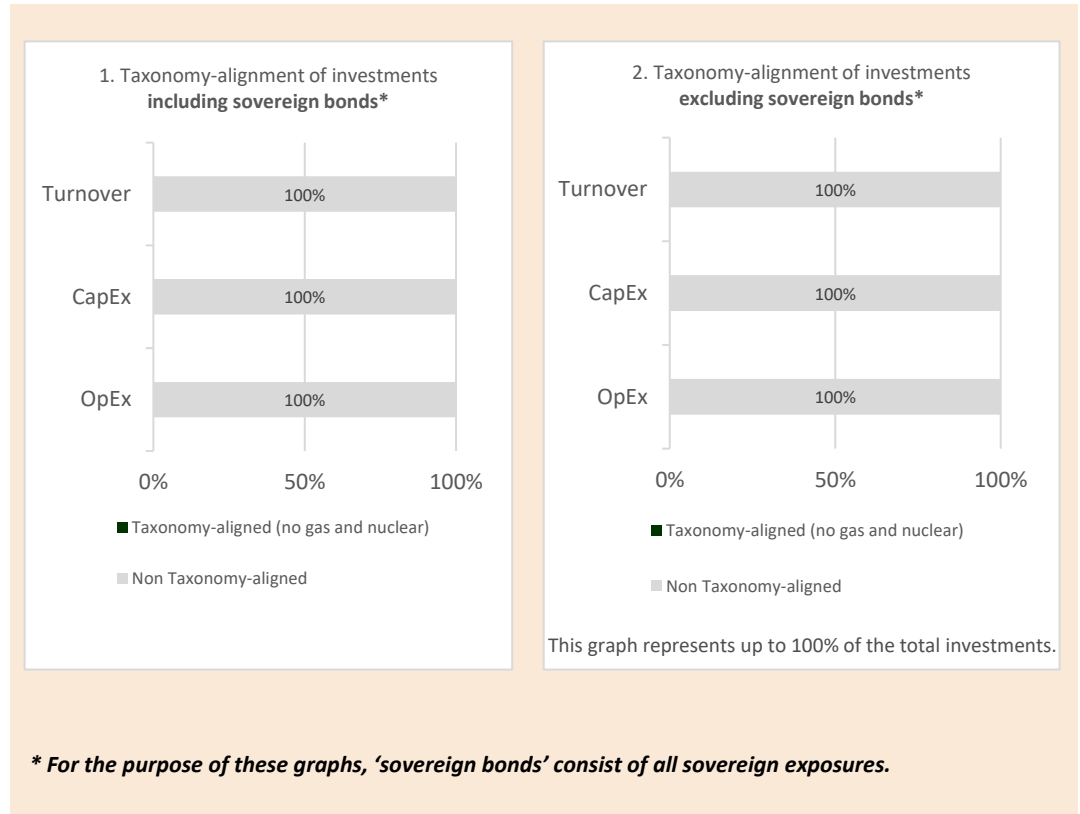 1. Taxonomy-alignment of investments
including sovereign bonds*
Turnover
100%
CapEx
100%
OpEx
100%
0%
50%
100%
Taxonomy-aligned (no gas and nuclear)
Non Taxonomy-aligned
2. Taxonomy-alignment of investments
excluding sovereign bonds*
Turnover
100%
CapEx
100%
OpEx
100%
0%
50%
100%
Taxonomy-aligned (no gas and nuclear)
Non Taxonomy-aligned
This graph represents up to 100% of the total investments.
* For the purpose of these graphs, ‘sovereign bonds’ consist of all sovereign exposures.